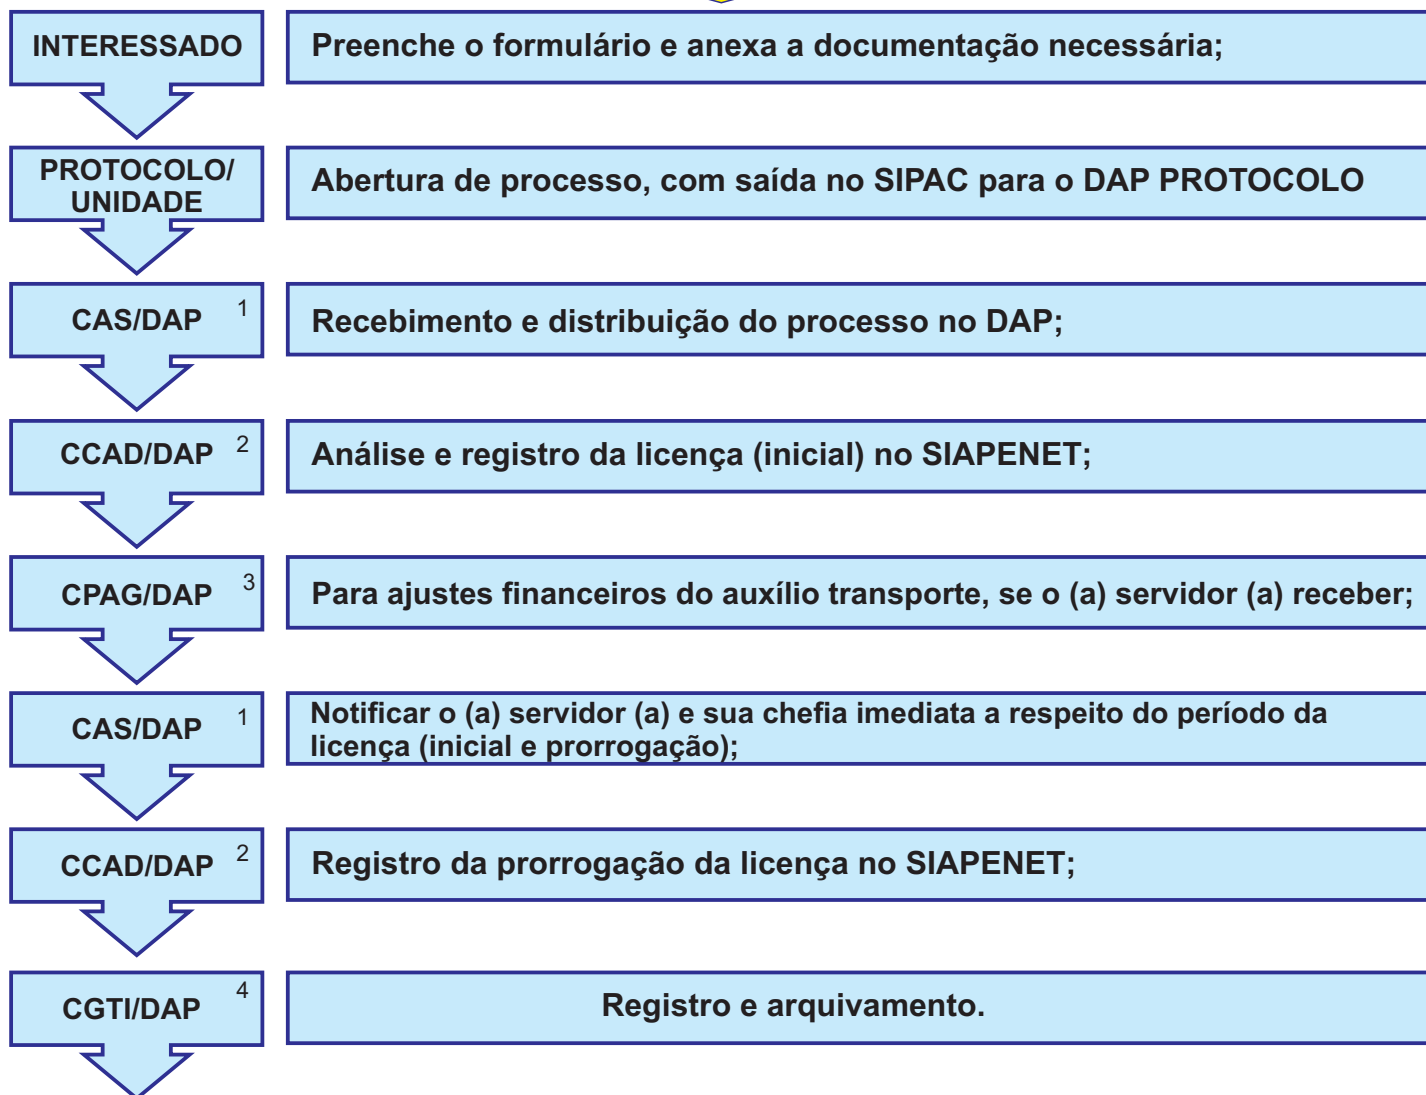 INTERESSADO
Preenche o formulário e anexa a documentação necessária;
PROTOCOLO/
UNIDADE
Abertura de processo, com saída no SIPAC para o DAP PROTOCOLO
CAS/DAP 1
Recebimento e distribuição do processo no DAP;
CCAD/DAP 2
Análise e registro da licença (inicial) no SIAPENET;
CPAG/DAP 3
Para ajustes financeiros do auxílio transporte, se o (a) servidor (a) receber;
CAS/DAP 1
Notificar o (a) servidor (a) e sua chefia imediata a respeito do período da
licença (inicial e prorrogação);
CCAD/DAP 2
Registro da prorrogação da licença no SIAPENET;
CGTI/DAP 4
Registro e arquivamento.